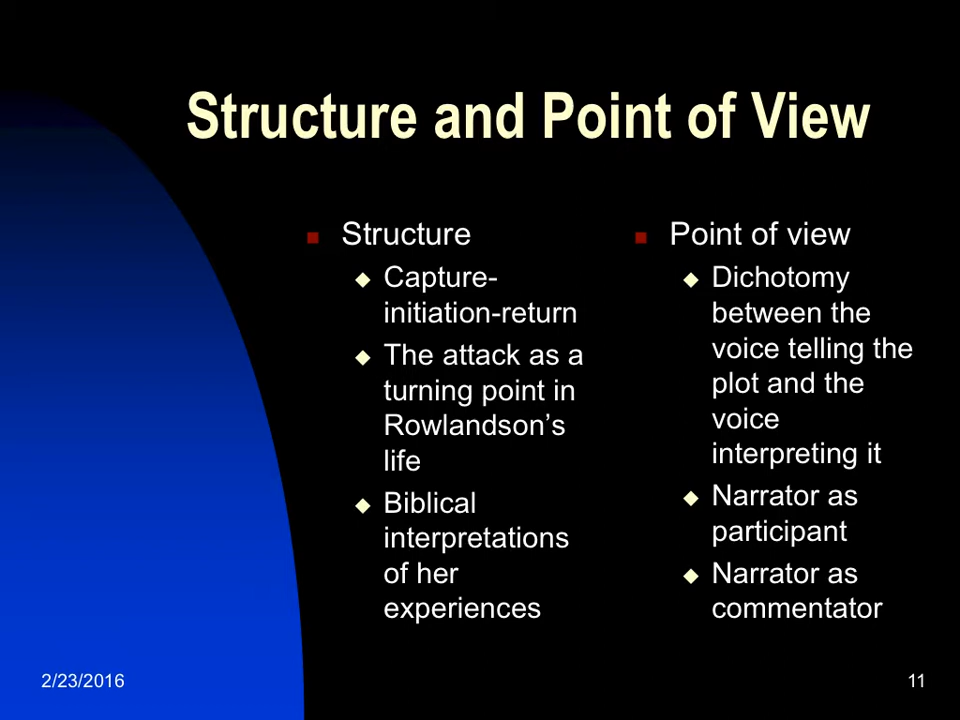 Structure and Point of View
Structure
Capture-
initiation-return
The attack as a
turning point in
Rowlandson’s
life
Biblical
interpretations
of her
experiences
Point of view
Dichotomy
between the
voice telling the
plot and the
voice
interpreting it
Narrator as
participant
Narrator as
commentator
2/23/2016
11